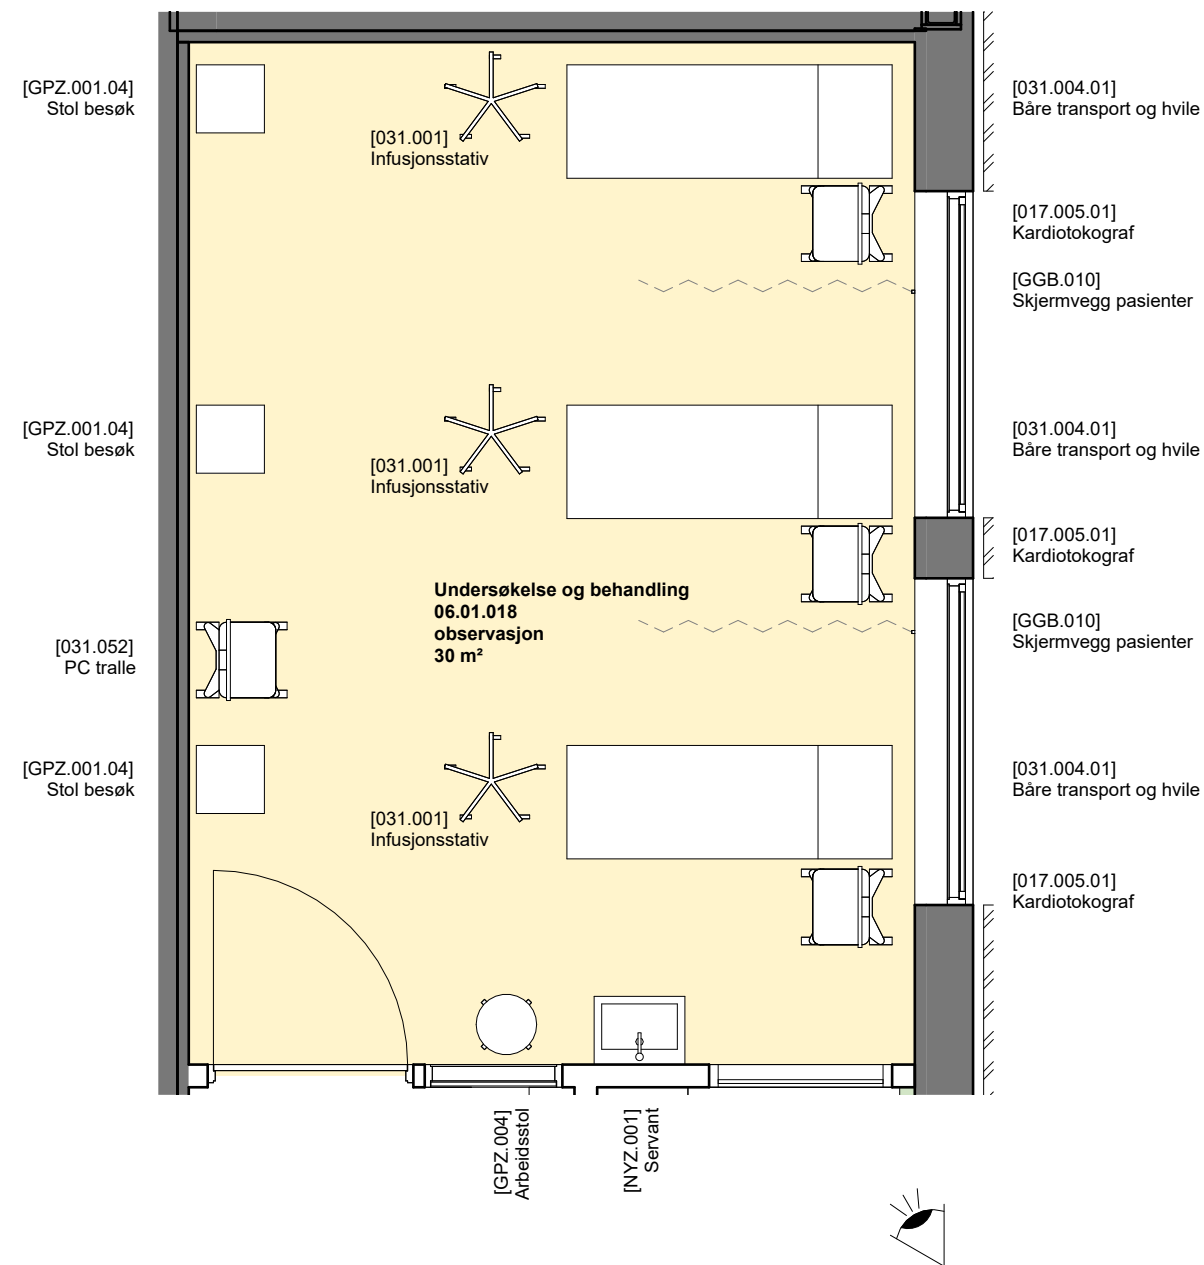 [GPZ.001.04]
Stol besøk
[031.001]
Infusjonsstativ
[031.004.01]
Båre transport og hvile
[017.005.01]
Kardiotokograf
[GGB.010]
Skjermvegg pasienter
[GPZ.001.04]
Stol besøk
[031.001]
Infusjonsstativ
[031.004.01]
Båre transport og hvile
[017.005.01]
Kardiotokograf
Undersøkelse og behandling
06.01.018
observasjon
30 m²
[GGB.010]
Skjermvegg pasienter
[031.052]
PC tralle
[GPZ.001.04]
Stol besøk
[031.001]
Infusjonsstativ
[031.004.01]
Båre transport og hvile
[017.005.01]
Kardiotokograf
[GPZ.004]
Arbeidsstol
[NYZ.001]
Servant